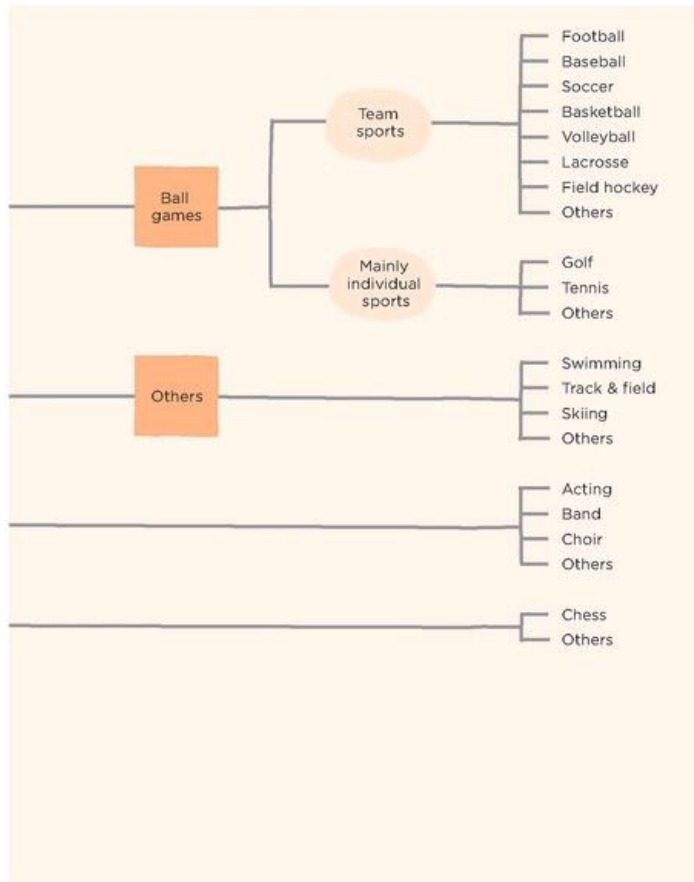 Football
Baseball
Soccer
Basketball
Volleyball
Lacrosse
Field hockey
Others
Team
sports
Ball
games
Mainly
individual
sports
Golf
Tennis
Others
Others
Swimming
Track & field
Skiing
Others
Acting
Band
Choir
Others
Chess
Others